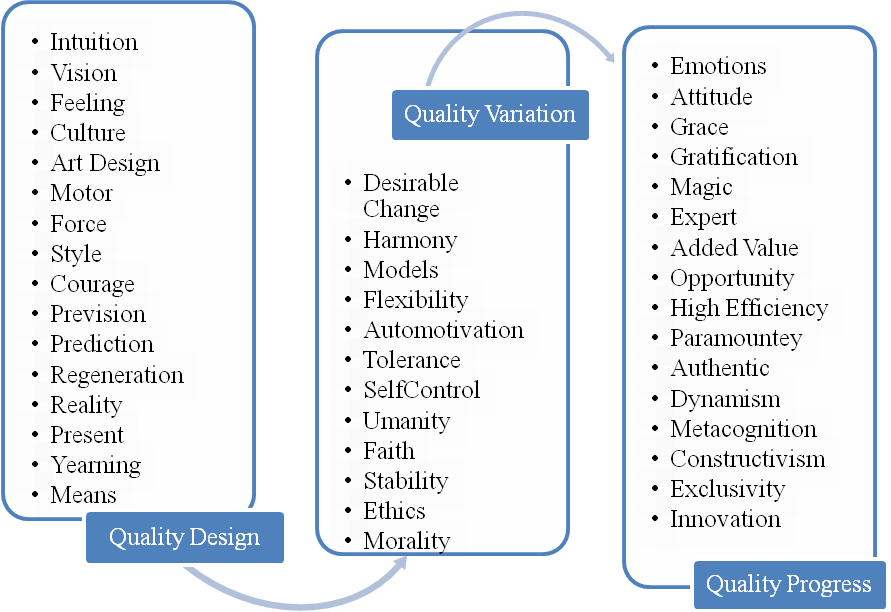 • Intuition
• Vision
• Feeling
• Culture
• Art Design
• Motor
• Force
• Style
• Courage
• Prevision
• Prediction
• Regeneration
• Reality
• Present
• Yearning
• Means
Quality Design
Quality Variation
• Desirable
Change
• Harmony
• Models
• Flexibility
• Automotivation
• Tolerance
• SelfControl
• Umanity
• Faith
• Stability
• Ethics
• Morality
• Emotions
• Attitude
• Grace
• Gratification
• Magic
• Expert
• Added Value
• Opportunity
• High Efficiency
• Paramountey
• Authentic
• Dynamism
• Metacognition
• Constructivism
• Exclusivity
• Innovation
Quality Progress